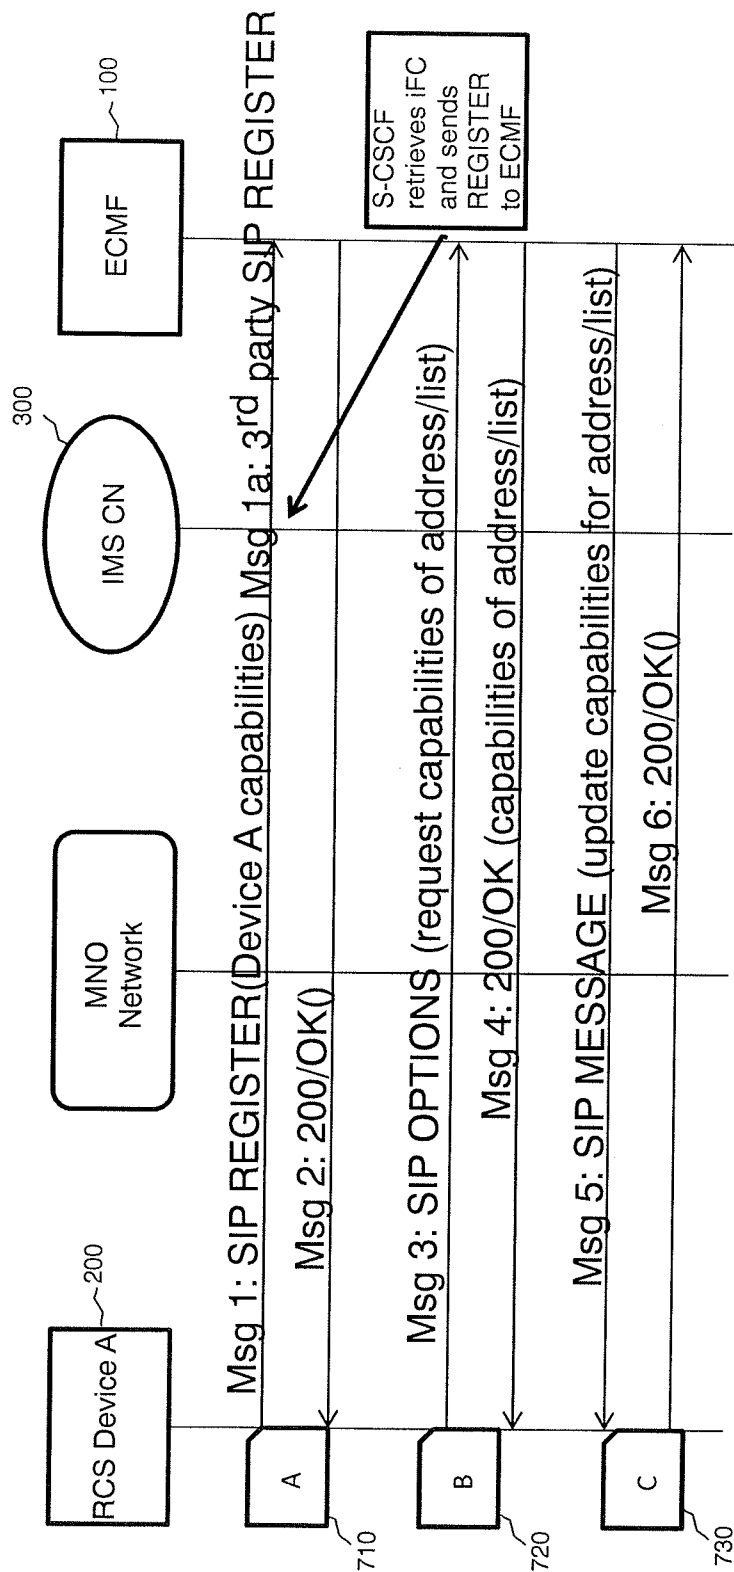 RCS Device A
200
MNO
Network
IMS CN
300
ECMF
100
Msg 1: SIP REGISTER(Device A capabilities)
Msg 1a: 3rd party SIP REGISTER
S-CSCF
retrieves iFC
and sends
REGISTER
to ECMF
A
710
Msg 2: 200/OK()
Msg 3: SIP OPTIONS (request capabilities of address/list)
B
720
Msg 4: 200/OK (capabilities of address/list)
Msg 5: SIP MESSAGE (update capabilities for address/list)
C
730
Msg 6: 200/OK()